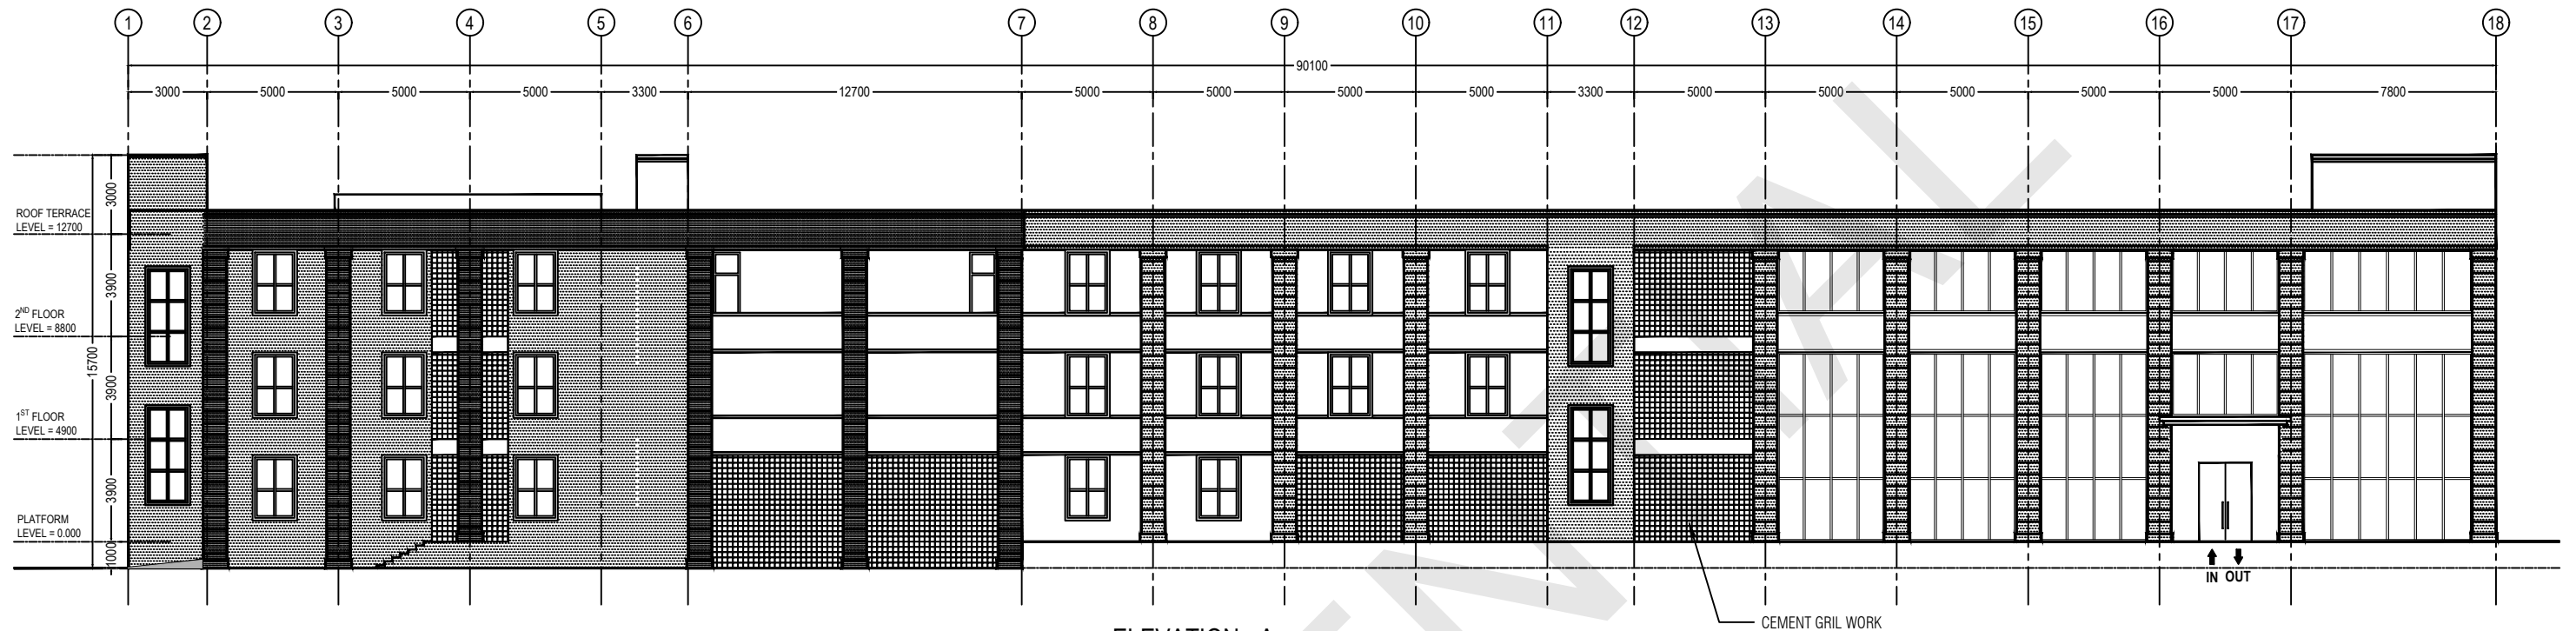 1 2 3 4 5 6 7 8 9 10 11 12 13 14 15 16 17 18
90100
3000 5000 5000 5000 3300 12700 5000 5000 5000 5000 3300 5000 5000 5000 5000 5000 7800
3000
ROOF TERRACE
LEVEL = 12700
3900
2ND FLOOR
LEVEL = 8800
15700
3900
1ST FLOOR
LEVEL = 4900
3900
PLATFORM
LEVEL = 0.000
1000
IN OUT
CEMENT GRIL WORK
ELEVATION - A